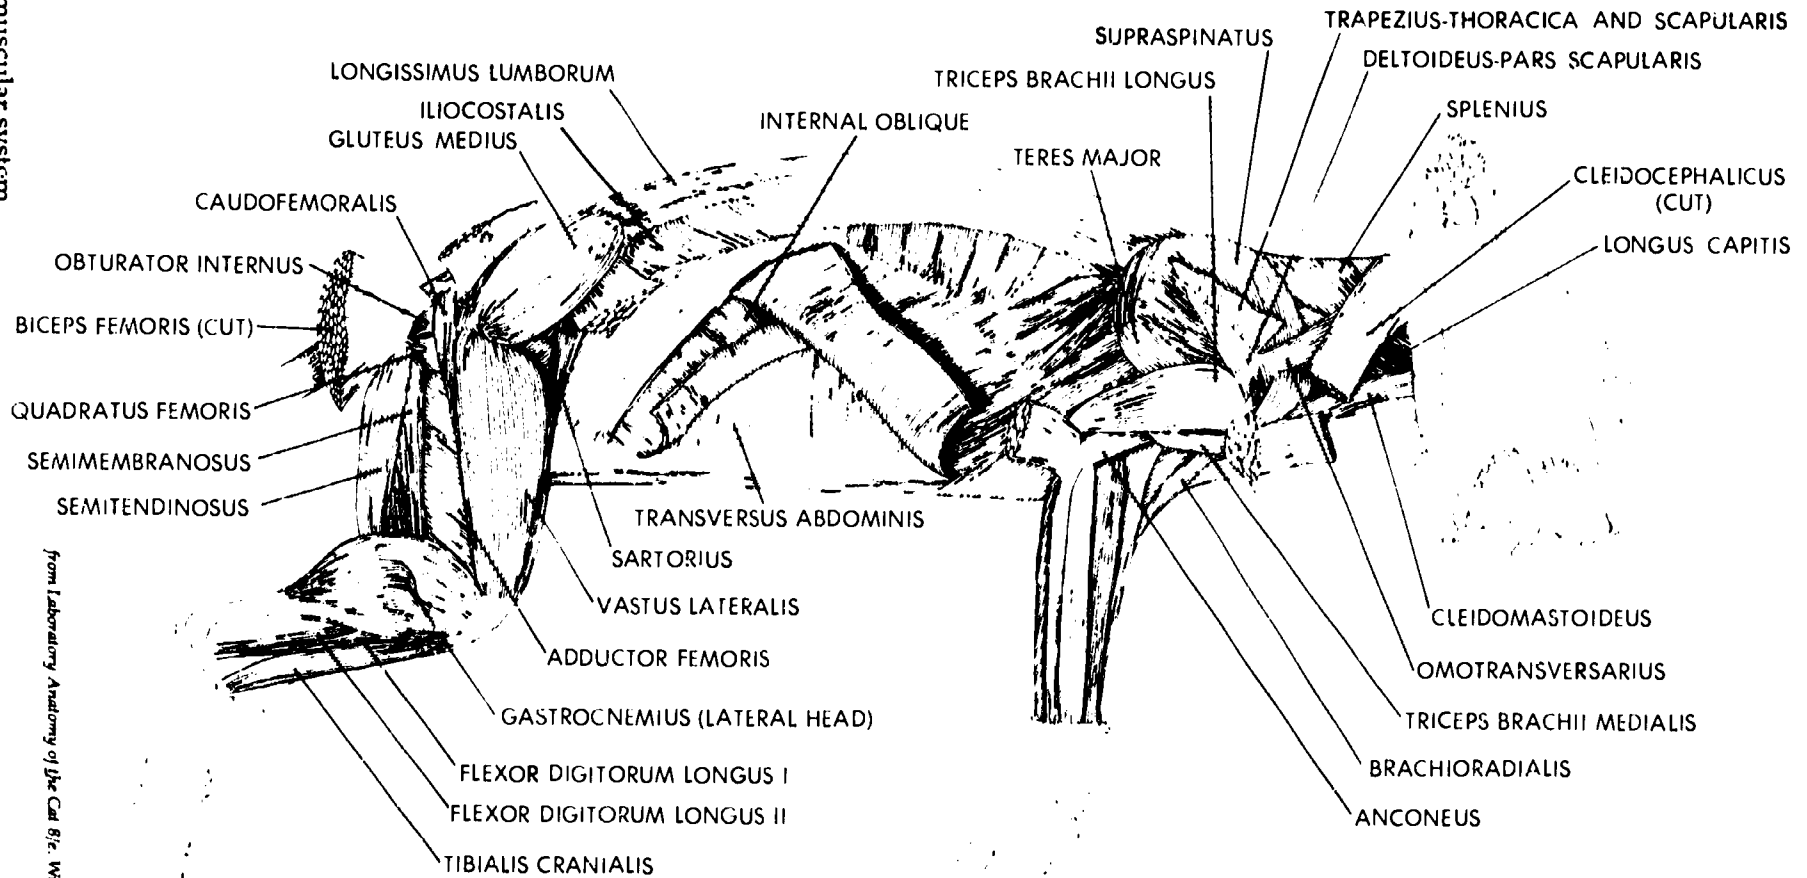 muscular system
TRAPEZIUS-THORACICA AND SCAPULARIS
SUPRASPINATUS
DELTOIDEUS-PARS SCAPULARIS
LONGISSIMUS LUMBORUM
TRICEPS BRACHII LONGUS
ILIOCOSTALIS
SPLENIUS
INTERNAL OBLIQUE
GLUTEUS MEDIUS
TERES MAJOR
CLEIDOCEPHALICUS
(CUT)
CAUDOFEMORALIS
LONGUS CAPITIS
OBTURATOR INTERNUS
BICEPS FEMORIS (CUT)
QUADRATUS FEMORIS
SEMIMEMBRANOSUS
SEMITENDINOSUS
TRANSVERSUS ABDOMINIS
SARTORIUS
VASTUS LATERALIS
CLEIDOMASTOIDEUS
ADDUCTOR FEMORIS
OMOTRANSVERSARIUS
GASTROCNEMIUS (LATERAL HEAD)
TRICEPS BRACHII MEDIALIS
FLEXOR DIGITORUM LONGUS I
BRACHIORADIALIS
FLEXOR DIGITORUM LONGUS II
ANCONEUS
TIBIALIS CRANIALIS
from Laboratory Anatomy of the Cat 8/e.